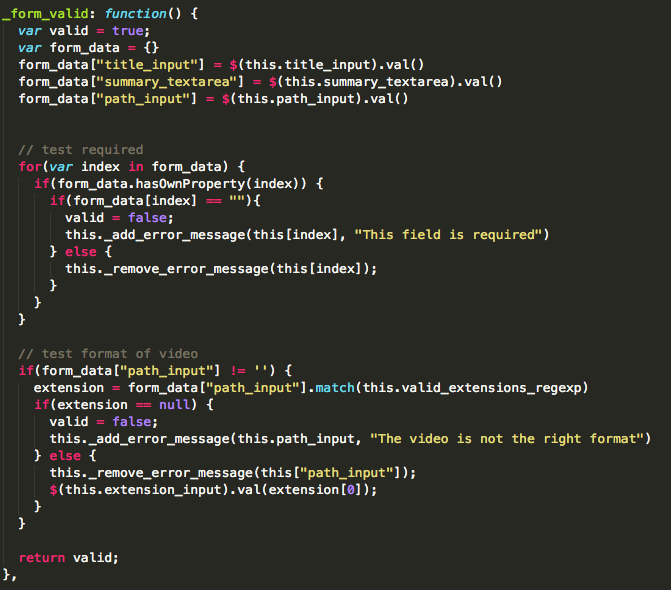 _form_valid: function() {
  var valid = true;
  var form_data = {}
  form_data["title_input"] = $(this.title_input).val()
  form_data["summary_textarea"] = $(this.summary_textarea).val()
  form_data["path_input"] = $(this.path_input).val()

  // test required
  for(var index in form_data) {
    if(form_data.hasOwnProperty(index)) {
      if(form_data[index] == ""){
        valid = false;
        this._add_error_message(this[index], "This field is required")
      } else {
        this._remove_error_message(this[index]);
      }
    }
  }

  // test format of video
  if(form_data["path_input"] != '') {
    extension = form_data["path_input"].match(this.valid_extensions_regexp)
    if(extension == null) {
      valid = false;
      this._add_error_message(this.path_input, "The video is not the right format")
    } else {
      this._remove_error_message(this["path_input"]);
      $(this.extension_input).val(extension[0]);
    }
  }

  return valid;
},